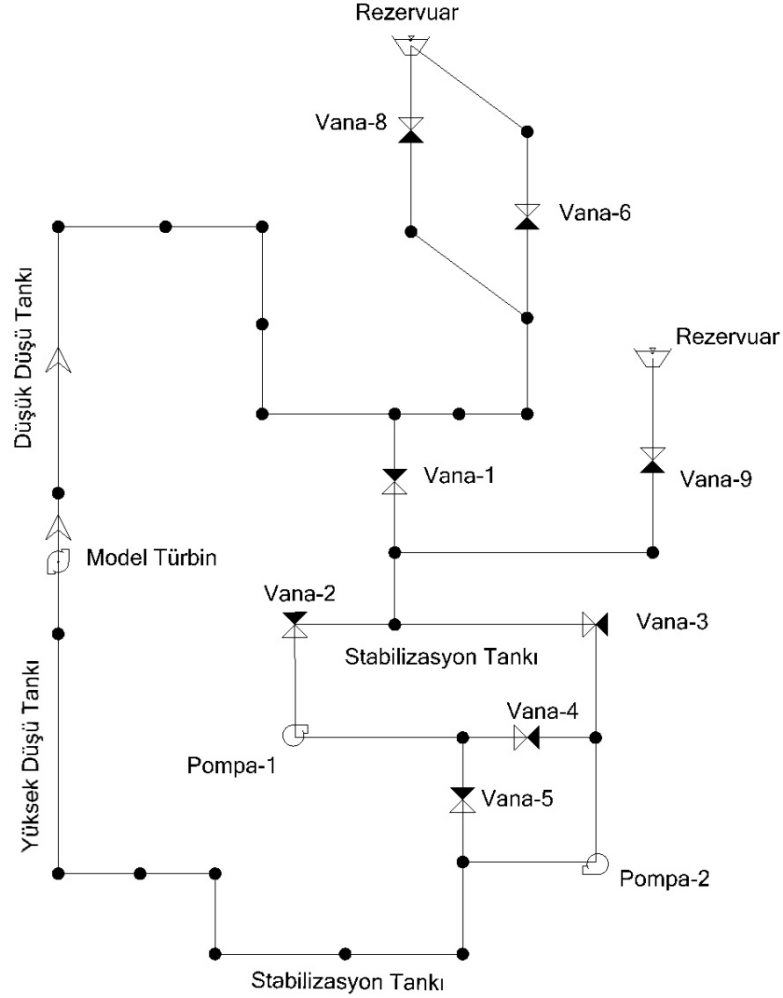 Rezervuar
Vana-8
Vana-6
Düşük Düşü Tankı
Rezervuar
Vana-1
Vana-9
Model Türbin
Vana-2
Vana-3
Stabilizasyon Tankı
Vana-4
Yüksek Düşü Tankı
Pompa-1
Vana-5
Pompa-2
Stabilizasyon Tankı